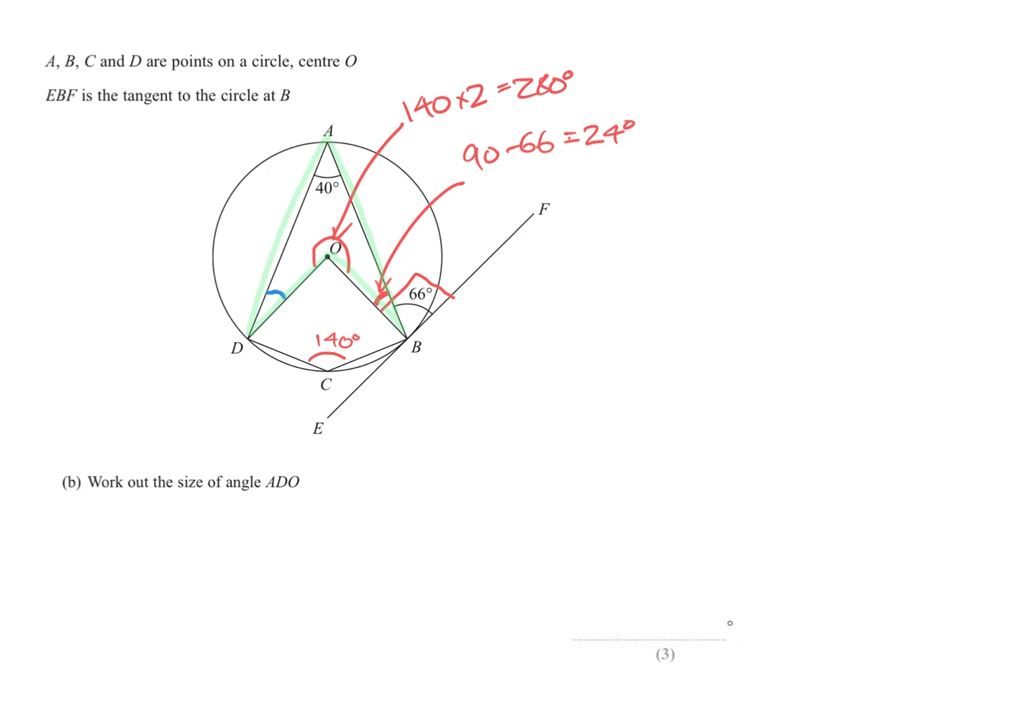 A, B, C and D are points on a circle, centre O
EBF is the tangent to the circle at B
140×2=280°
90-66=24°
A
40°
F
O
66°
140°
D
B
C
E
(b) Work out the size of angle ADO
°
(3)